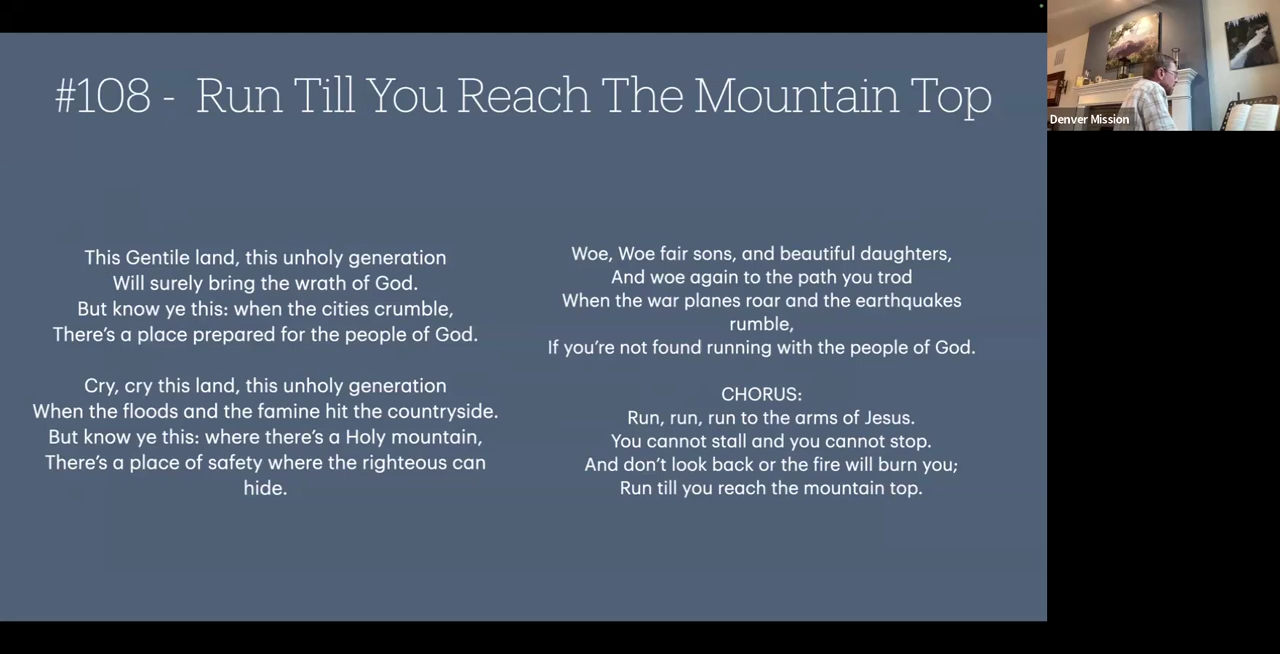 #108 - Run Till You Reach The Mountain Top
This Gentile land, this unholy generation
Will surely bring the wrath of God.
But know ye this: when the cities crumble,
There's a place prepared for the people of God.
Cry, cry this land, this unholy generation
When the floods and the famine hit the countryside.
But know ye this: where there's a Holy mountain,
There's a place of safety where the righteous can
hide.
Woe, Woe fair sons, and beautiful daughters,
And woe again to the path you trod
When the war planes roar and the earthquakes
rumble,
If you're not found running with the people of God.
CHORUS:
Run, run, run to the arms of Jesus.
You cannot stall and you cannot stop.
And don't look back or the fire will burn you;
Run till you reach the mountain top.
Denver Mission